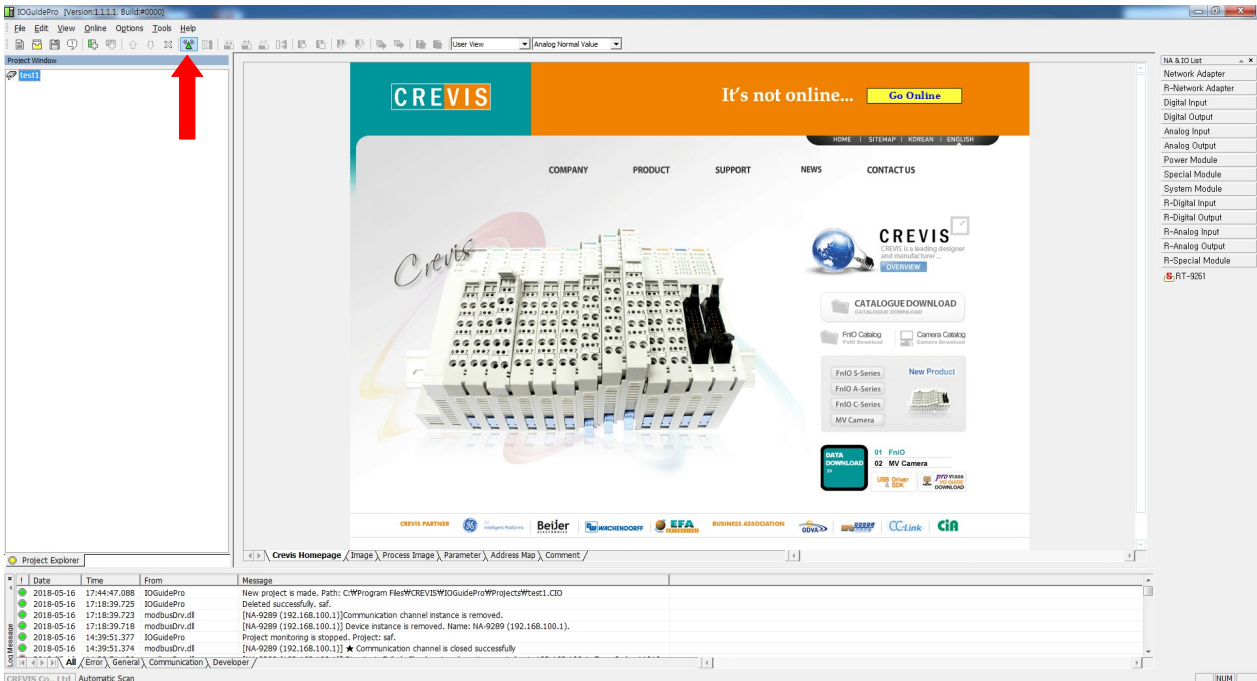 IOGuidePro [Version:1.1.1.1. Build:#0000]
File Edit View Online Options Tools Help
User View
Analog Normal Value
Project Window
test1
Project Explorer
CREVIS
It's not online...
Go Online
HOME | SITEMAP | KOREAN | ENGLISH
COMPANY PRODUCT SUPPORT NEWS CONTACT US
Crevis
CREVIS
CREVIS is a leading designer
and manufacturer ...
OVERVIEW
CATALOGUE DOWNLOAD
CATALOGUE DOWNLOAD
FnIO Catalog
FnIO Download
Camera Catalog
Camera Download
FnIO S-Series
FnIO A-Series
FnIO C-Series
MV Camera
New Product
DATA
DOWNLOAD
>>
01 FnIO
02 MV Camera
USB Driver
& SDK
I/O GUIDE
DOWNLOAD
CREVIS PARTNER
Intelligent Platforms
Beijer
ELECTRONICS
WACHENDORFF
EFA
BUSINESS ASSOCIATION
ODVA
CC-Link
CiA
Crevis Homepage Image Process Image Parameter Address Map Comment
NA & IO List
Network Adapter
R-Network Adapter
Digital Input
Digital Output
Analog Input
Analog Output
Power Module
Special Module
System Module
R-Digital Input
R-Digital Output
R-Analog Input
R-Analog Output
R-Special Module
RT-9261
! Date Time From Message
2018-05-16 17:44:47.088 IOGuidePro New project is made. Path: C:₩Program Files₩CREVIS₩IOGuidePro₩Projects₩test1.CIO
2018-05-16 17:18:39.725 IOGuidePro Deleted successfully. saf.
2018-05-16 17:18:39.723 modbusDrv.dll [NA-9289 (192.168.100.1)]Communication channel instance is removed.
2018-05-16 17:18:39.718 modbusDrv.dll [NA-9289 (192.168.100.1)] Device instance is removed. Name: NA-9289 (192.168.100.1).
2018-05-16 14:39:51.377 IOGuidePro Project monitoring is stopped. Project: saf.
2018-05-16 14:39:51.374 modbusDrv.dll [NA-9289 (192.168.100.1)] ★ Communication channel is closed successfully
Log Message
All Error General Communication Developer
CREVIS Co., Ltd Automatic Scan
NUM